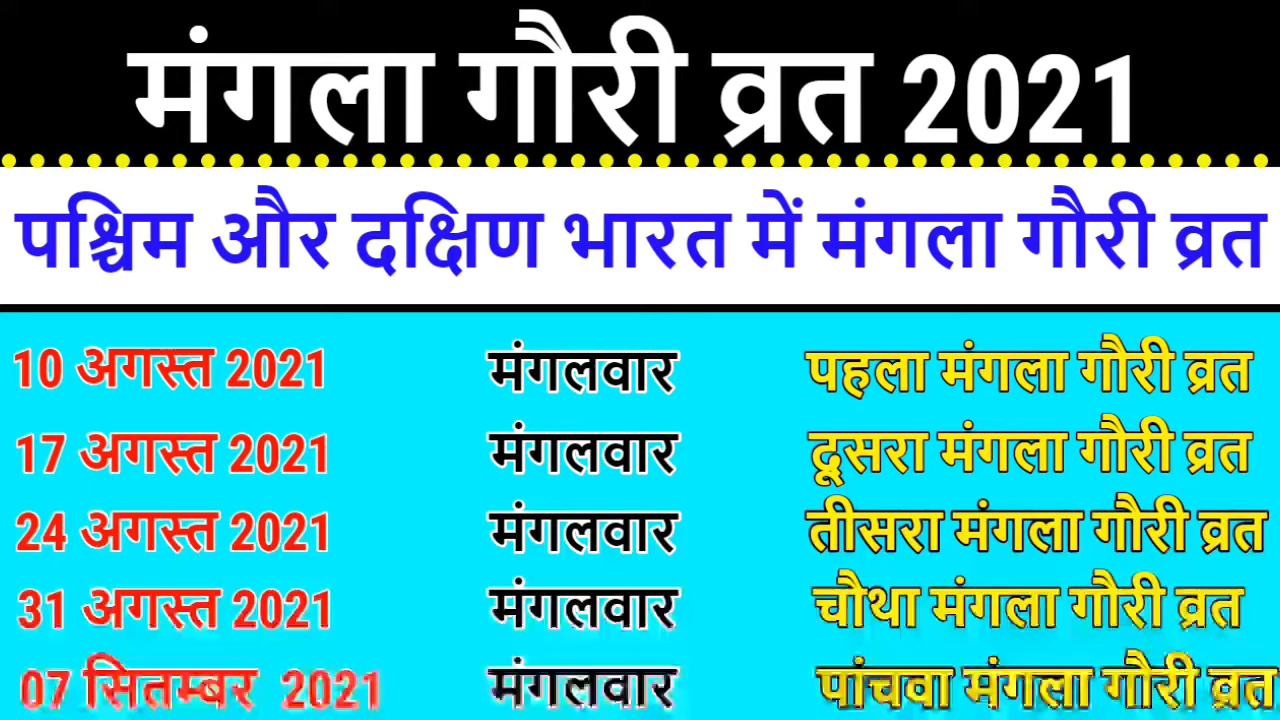 मंगला गौरी व्रत 2021
पश्चिम और दक्षिण भारत में मंगला गौरी व्रत
10 अगस्त 2021 मंगलवार पहला मंगला गौरी व्रत
17 अगस्त 2021 मंगलवार दूसरा मंगला गौरी व्रत
24 अगस्त 2021 मंगलवार तीसरा मंगला गौरी व्रत
31 अगस्त 2021 मंगलवार चौथा मंगला गौरी व्रत
07 सितम्बर 2021 मंगलवार पांचवा मंगला गौरी व्रत